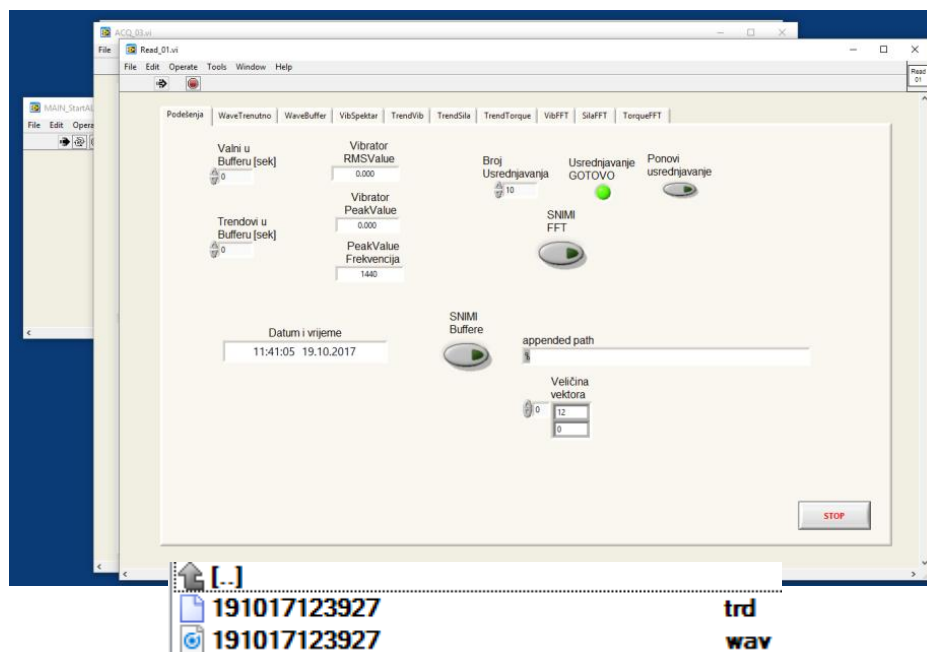 ACQ_03.vi
File
Read_01.vi
File Edit Operate Tools Window Help
Read
01
MAIN_StartAL
File Edit Opera
Podešenja WaveTrenutno WaveBuffer VibSpektar TrendVib TrendSila TrendTorque VibFFT SilaFFT TorqueFFT
Valni u
Bufferu [sek]
0
Vibrator
RMSValue
0.000
Broj
Usrednjavanja
10
Usrednjavanje
GOTOVO
Ponovi
usrednjavanje
Vibrator
PeakValue
0.000
SNIMI
FFT
Trendovi u
Bufferu [sek]
0
PeakValue
Frekvencija
1440
Datum i vrijeme
11:41:05 19.10.2017
SNIMI
Buffere
appended path
Veličina
vektora
0
12
0
STOP
[..]
191017123927 trd
191017123927 wav